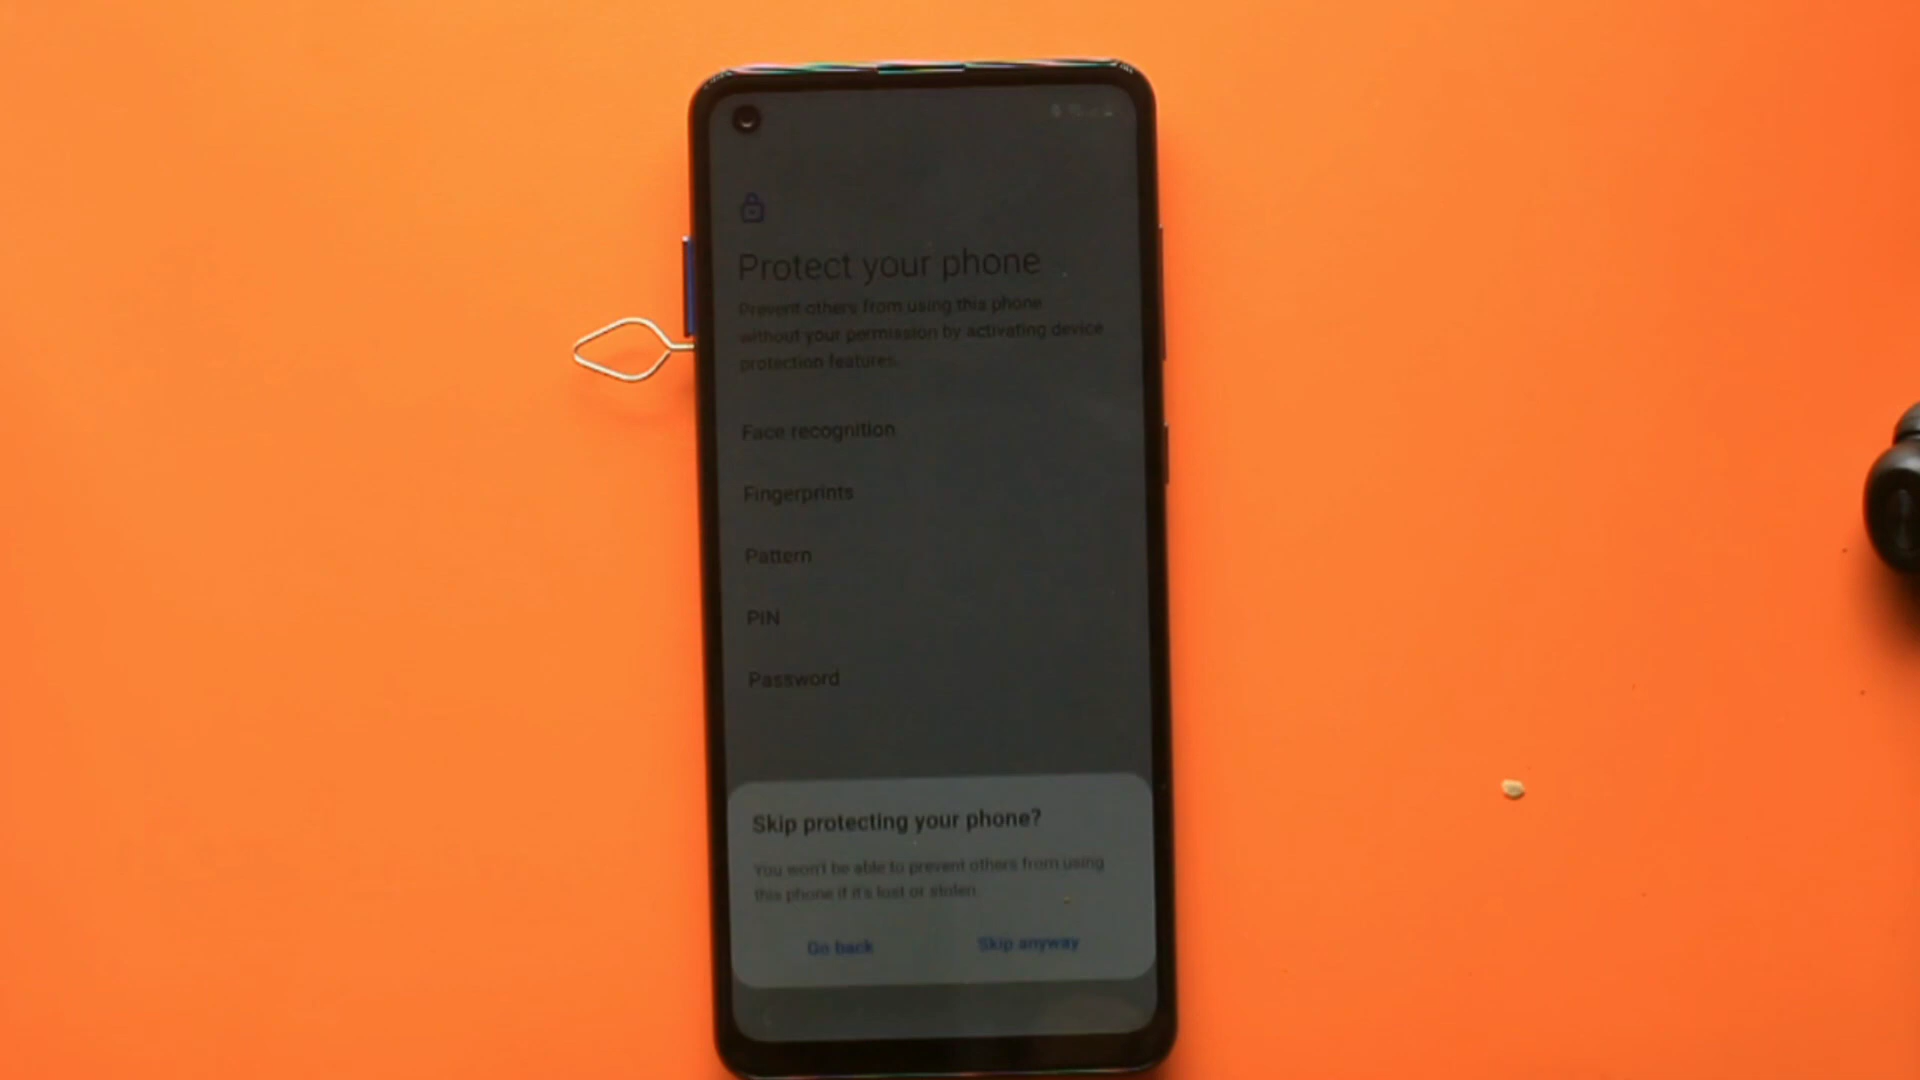 Protect your phone
Prevent others from using this phone
without your permission by activating device
protection features.
Face recognition
Fingerprints
Pattern
PIN
Password
Skip protecting your phone?
You won't be able to prevent others from using
this phone if it's lost or stolen.
Go back
Skip anyway